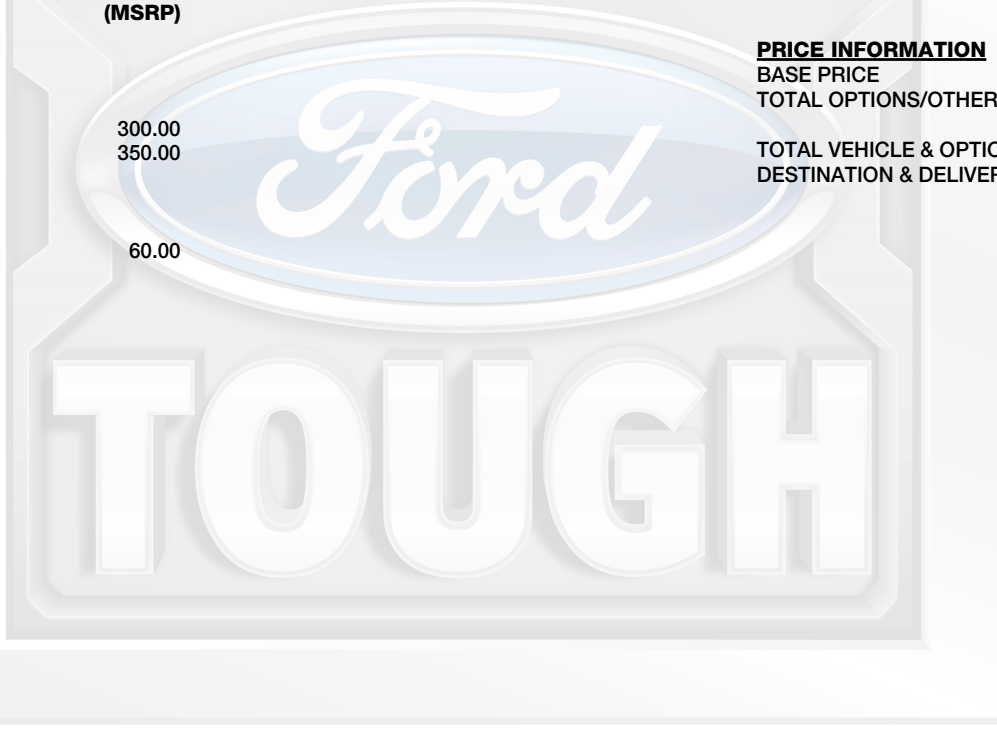 (MSRP)
300.00
350.00
60.00
PRICE INFORMATION
BASE PRICE
TOTAL OPTIONS/OTHER
TOTAL VEHICLE & OPTIO
DESTINATION & DELIVER
Ford
TOUGH